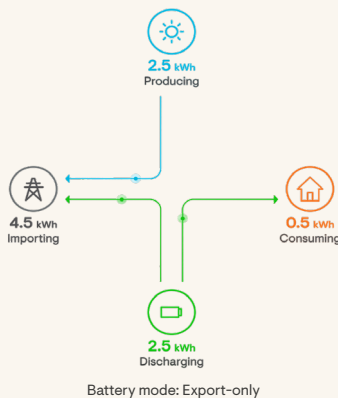 2.5 kWh
Producing
4.5 kWh
Importing
0.5 kWh
Consuming
2.5 kWh
Discharging
Battery mode: Export-only